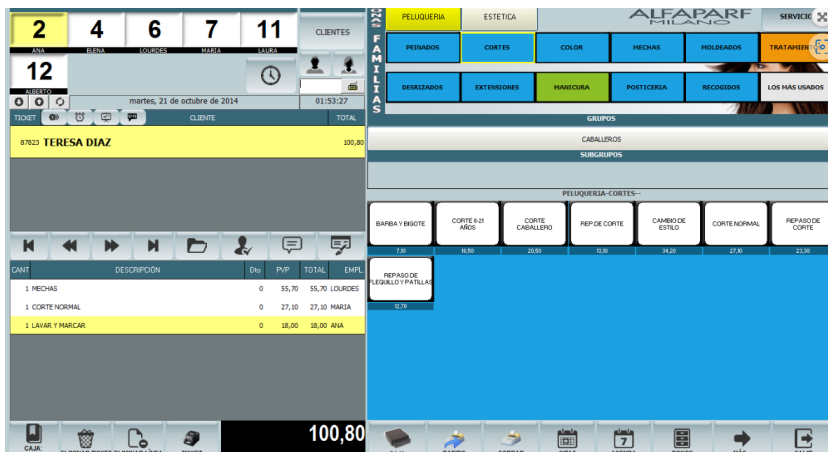 2 4 6 7 11 CLIENTES
ANA ELENA LOURDES MARIA LAURA
12
ALBERTO
martes, 21 de octubre de 2014 01:53:27
TICKET CLIENTE TOTAL
87823 TERESA DIAZ 100,80
CANT DESCRIPCIÓN Dto PVP TOTAL EMPL
1 MECHAS 0 55,70 55,70 LOURDES
1 CORTE NORMAL 0 27,10 27,10 MARIA
1 LAVAR Y MARCAR 0 18,00 18,00 ANA
100,80
CAJA:
PELUQUERIA ESTETICA ALFAPARF SERVICIO
MILANO
FAMILIAS
PEINADOS CORTES COLOR MECHAS MOLDEADOS
DESRIZADOS EXTENSIONES MANICURA POSTICERIA RECOGIDOS LOS MÁS USADOS
GRUPOS
CABALLEROS
SUBGRUPOS
PELUQUERIA-CORTES--
BARBA Y BIGOTE
7,10
CORTE 8-21
AÑOS
16,50
CORTE
CABALLERO
20,50
REP.DE CORTE
13,10
CAMBIO DE
ESTILO
34,20
CORTE NORMAL
27,10
REPASO DE
CORTE
23,30
REPASO DE
FLEQUILLO Y PATILLAS
12,70
7